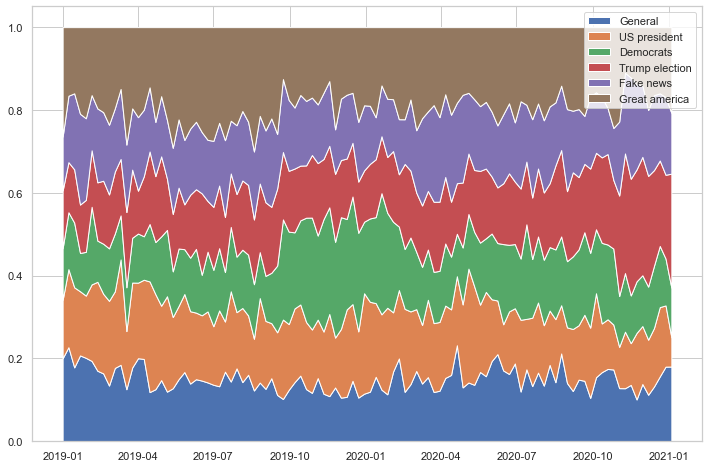 1.0
0.8
0.6
0.4
0.2
0.0
General
US president
Democrats
Trump election
Fake news
Great america
2019-01 2019-04 2019-07 2019-10 2020-01 2020-04 2020-07 2020-10 2021-01